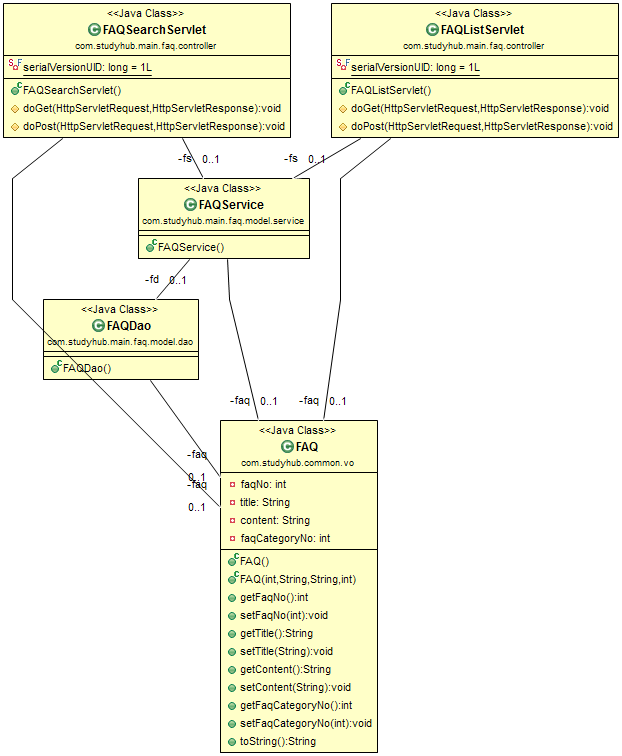 <<Java Class>>
FAQSearchServlet
com.studyhub.main.faq.controller
serialVersionUID: long = 1L
FAQSearchServlet()
doGet(HttpServletRequest,HttpServletResponse):void
doPost(HttpServletRequest,HttpServletResponse):void
<<Java Class>>
FAQListServlet
com.studyhub.main.faq.controller
serialVersionUID: long = 1L
FAQListServlet()
doGet(HttpServletRequest,HttpServletResponse):void
doPost(HttpServletRequest,HttpServletResponse):void
-fs 0..1
-fs 0..1
<<Java Class>>
FAQService
com.studyhub.main.faq.model.service
FAQService()
-fd 0..1
<<Java Class>>
FAQDao
com.studyhub.main.faq.model.dao
FAQDao()
-faq 0..1
-faq 0..1
-faq
0..1
-faq
0..1
<<Java Class>>
FAQ
com.studyhub.common.vo
faqNo: int
title: String
content: String
faqCategoryNo: int
FAQ()
FAQ(int,String,String,int)
getFaqNo():int
setFaqNo(int):void
getTitle():String
setTitle(String):void
getContent():String
setContent(String):void
getFaqCategoryNo():int
setFaqCategoryNo(int):void
toString():String